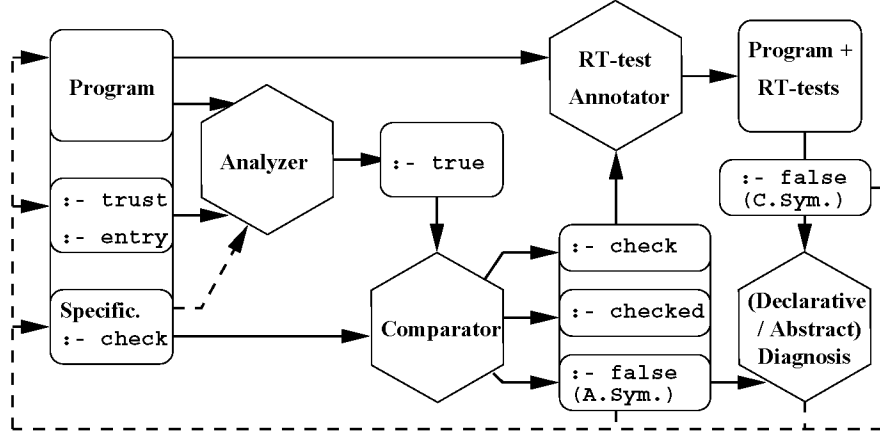 Program
:- trust
:- entry
Specific.
:- check
Analyzer
:- true
Comparator
RT-test
Annotator
:- check
:- checked
:- false
(A.Sym.)
Program +
RT-tests
:- false
(C.Sym.)
(Declarative
/ Abstract)
Diagnosis